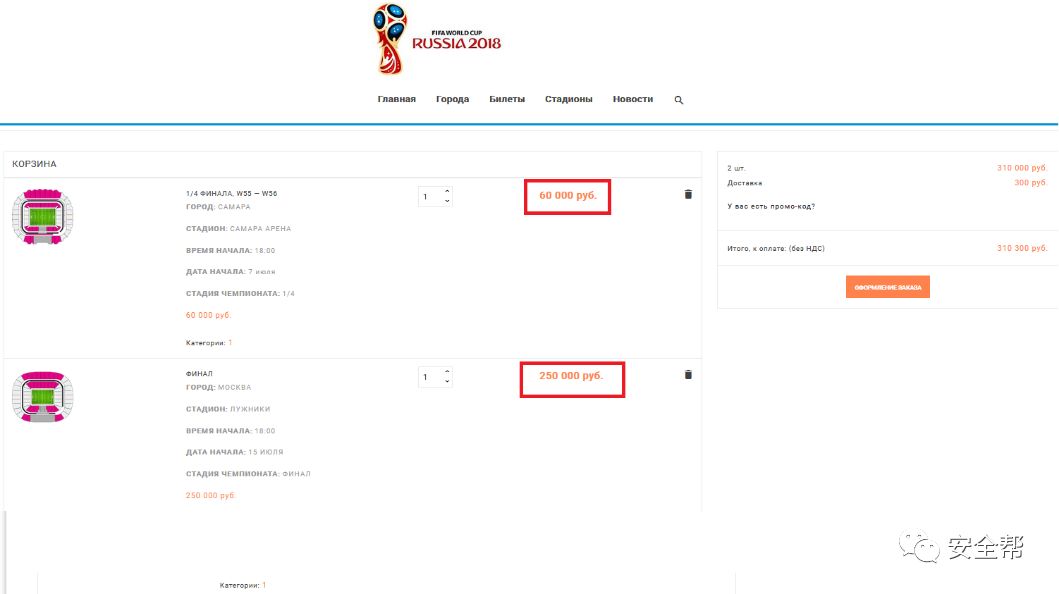 FIFA WORLD CUP
RUSSIA 2018
Главная Города Билеты Стадионы Новости
КОРЗИНА
1/4 ФИНАЛА, W55 — W56
ГОРОД: САМАРА
СТАДИОН: САМАРА АРЕНА
ВРЕМЯ НАЧАЛА: 18:00
ДАТА НАЧАЛА: 7 июля
СТАДИЯ ЧЕМПИОНАТА: 1/4
60 000 руб.
Категории: 1
1
60 000 руб.
ФИНАЛ
ГОРОД: МОСКВА
СТАДИОН: ЛУЖНИКИ
ВРЕМЯ НАЧАЛА: 18:00
ДАТА НАЧАЛА: 15 ИЮЛЯ
СТАДИЯ ЧЕМПИОНАТА: ФИНАЛ
250 000 руб.
1
250 000 руб.
2 шт. 310 000 руб.
Доставка 300 руб.
У вас есть промо-код?
Итого, к оплате: (без НДС) 310 300 руб.
ОФОРМЛЕНИЕ ЗАКАЗА
Категории: 1
安全帮